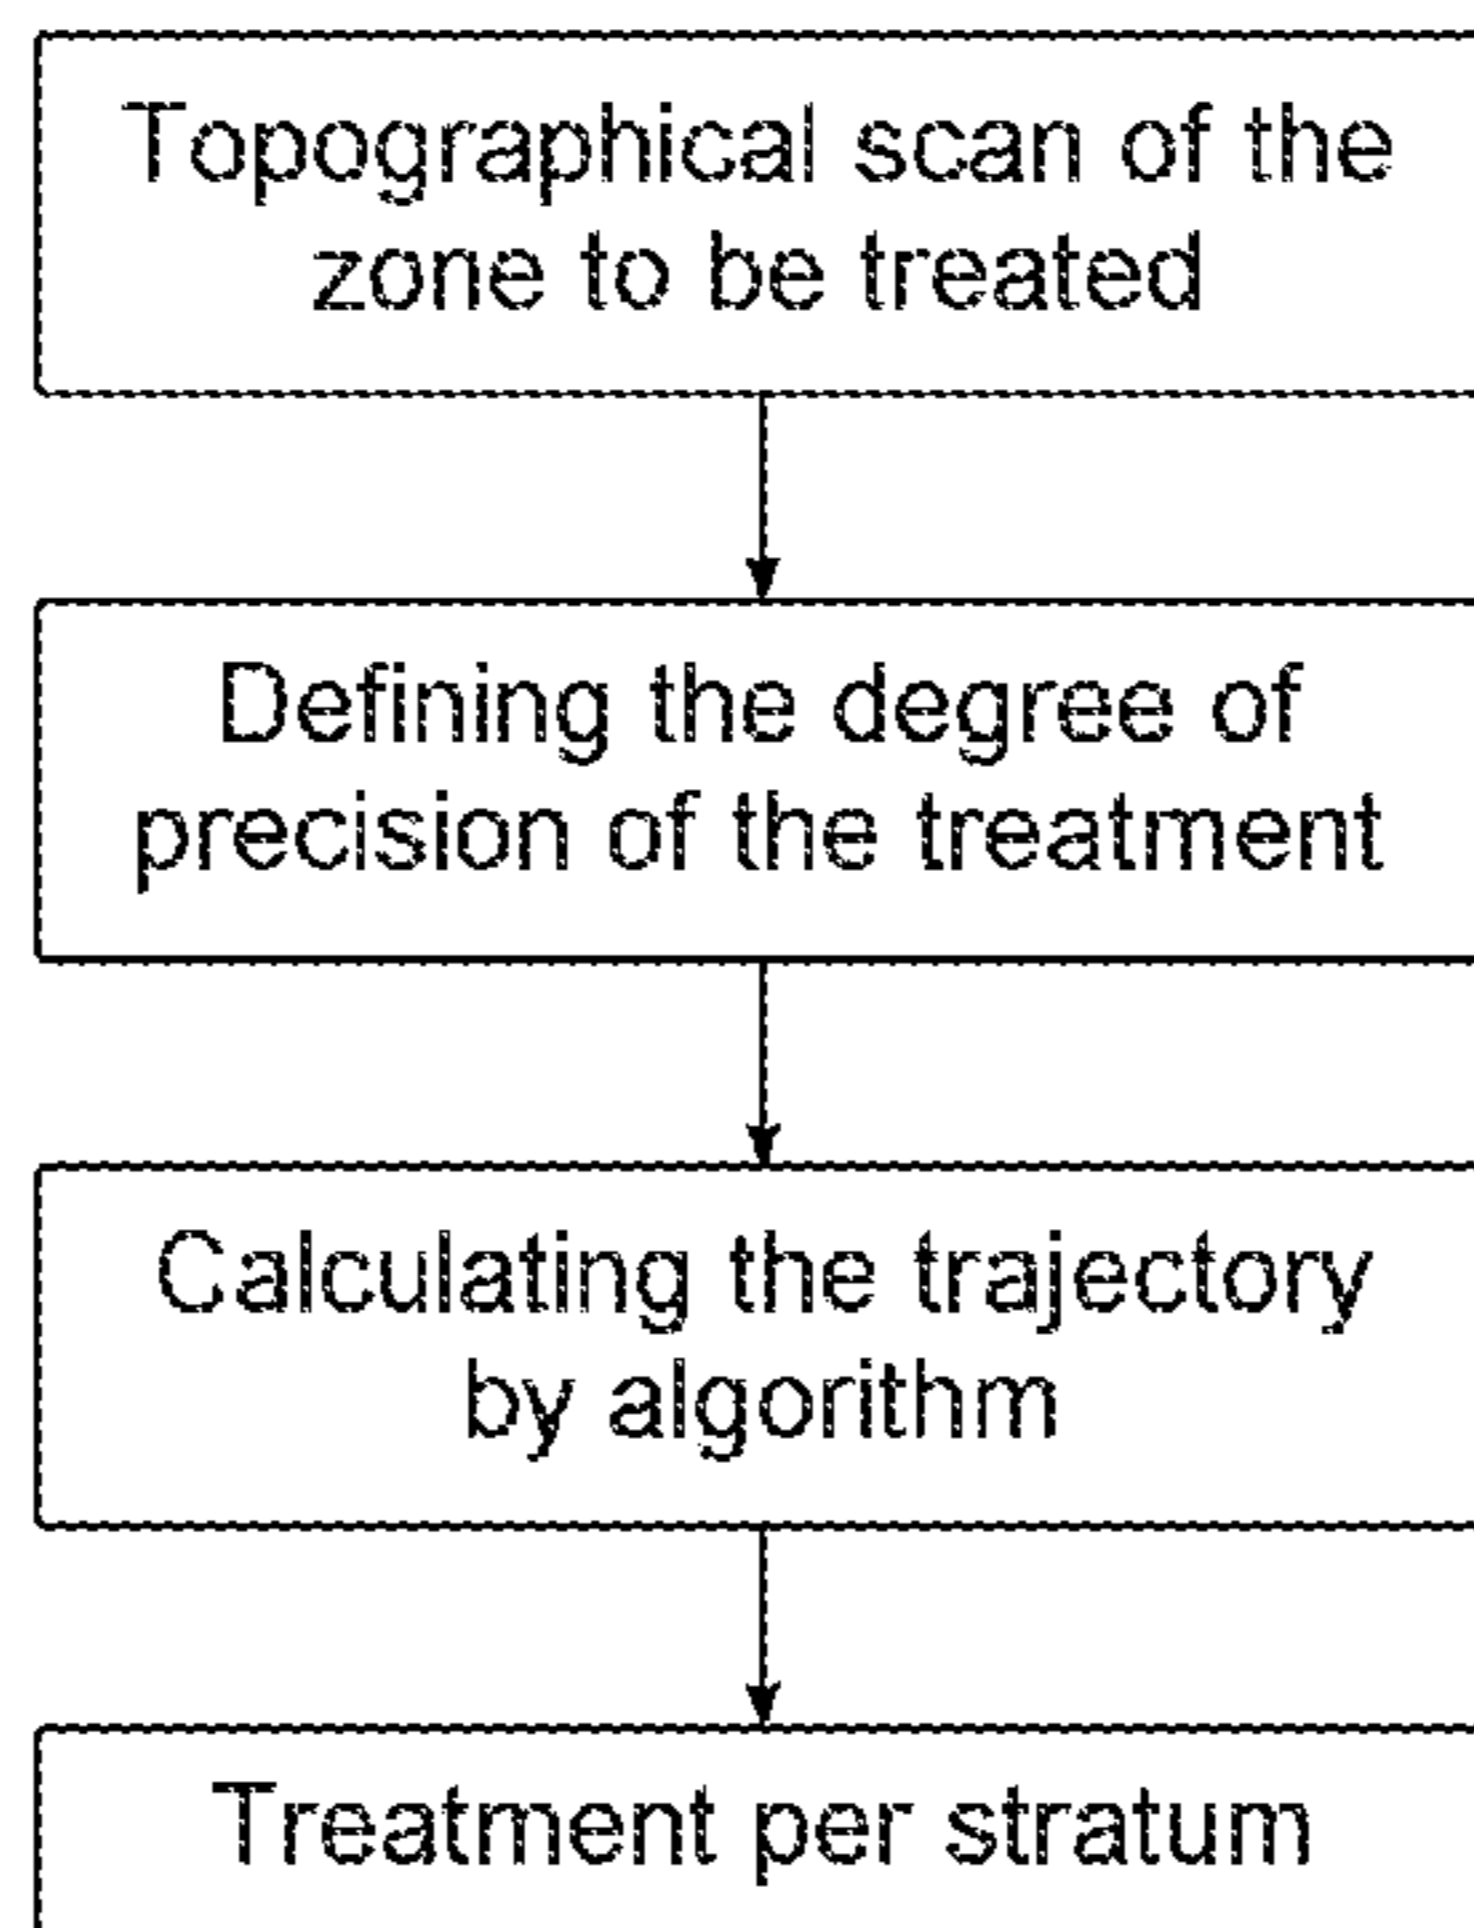 Topographical scan of the
zone to be treated
Defining the degree of
precision of the treatment
Calculating the trajectory
by algorithm
Treatment per stratum